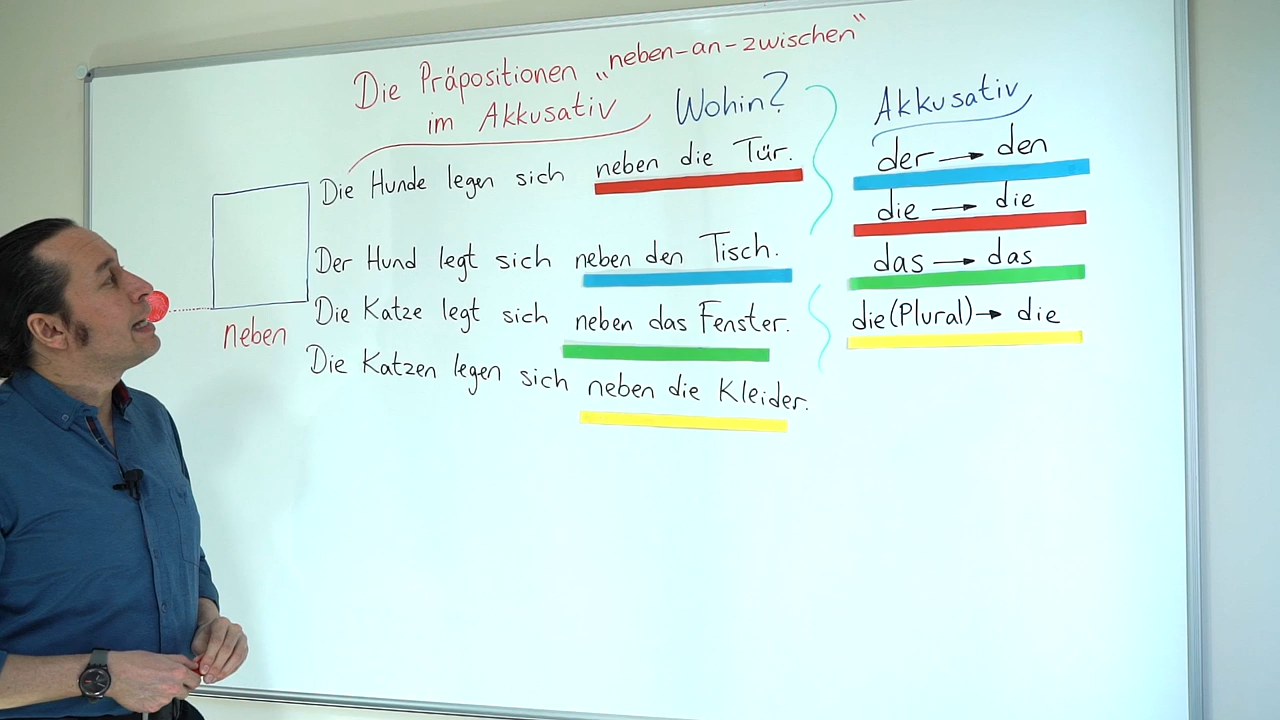 Die Präpositionen „neben-an-zwischen“
im Akkusativ
Wohin?
Die Hunde legen sich neben die Tür.
Der Hund legt sich neben den Tisch.
Die Katze legt sich neben das Fenster.
Die Katzen legen sich neben die Kleider.
neben
Akkusativ
der → den
die → die
das → das
die (Plural) → die